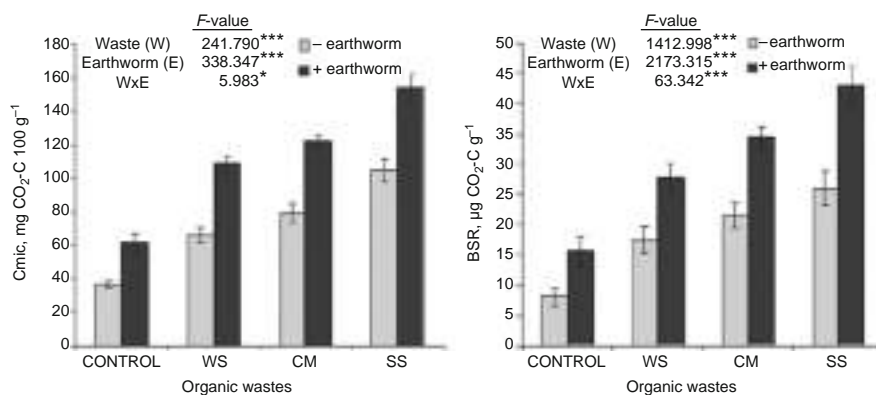 F-value
Waste (W) 241.790***
Earthworm (E) 338.347***
WxE 5.983*
– earthworm
+ earthworm
Cmic, mg CO₂-C 100 g⁻¹
180
160
140
120
100
80
60
40
20
0
CONTROL WS CM SS
Organic wastes
F-value
Waste (W) 1412.998***
Earthworm (E) 2173.315***
WxE 63.342***
– earthworm
+ earthworm
BSR, µg CO₂-C g⁻¹
50
45
40
35
30
25
20
15
10
5
0
CONTROL WS CM SS
Organic wastes